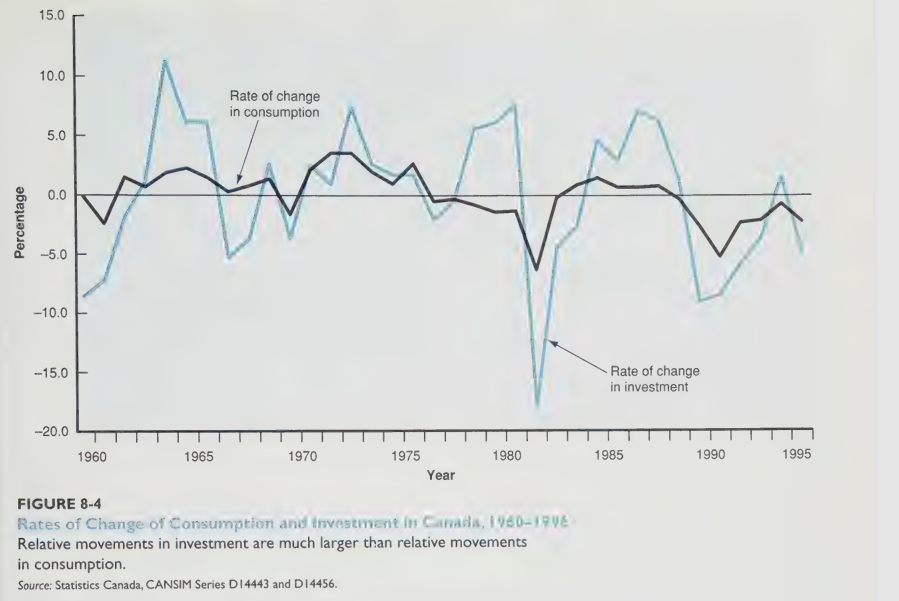 15.0
10.0
5.0
0.0
−5.0
−10.0
−15.0
−20.0
Percentage
Rate of change
in consumption
Rate of change
in investment
1960
1965
1970
1975
1980
1985
1990
1995
Year
FIGURE 8-4
Rates of Change of Consumption and Investment in Canada, 1960–1996
Relative movements in investment are much larger than relative movements
in consumption.
Source: Statistics Canada, CANSIM Series D14443 and D14456.